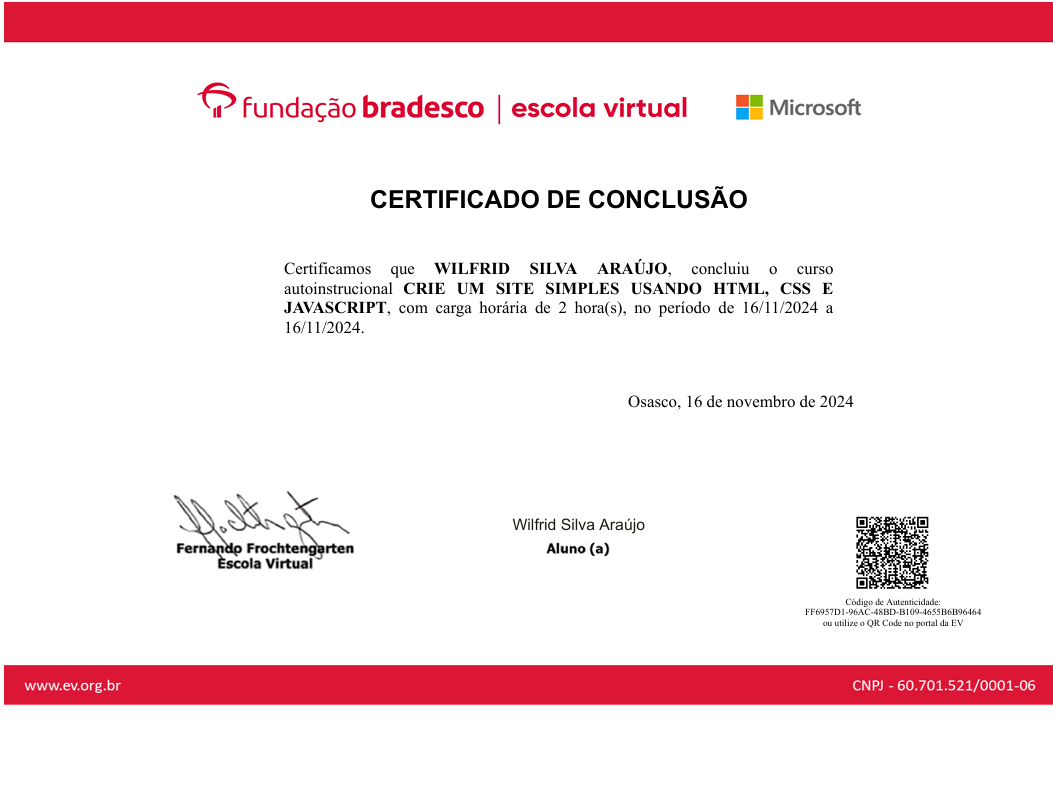 fundação bradesco | escola virtual
Microsoft
CERTIFICADO DE CONCLUSÃO
Certificamos que WILFRID SILVA ARAÚJO, concluiu o curso
autoinstrucional CRIE UM SITE SIMPLES USANDO HTML, CSS E
JAVASCRIPT, com carga horária de 2 hora(s), no período de 16/11/2024 a
16/11/2024.
Osasco, 16 de novembro de 2024
Fernando Frochtengarten
Escola Virtual
Wilfrid Silva Araújo
Aluno (a)
Código de Autenticidade:
FF6957D1-96AC-48BD-B109-4655B6B96464
ou utilize o QR Code no portal da EV
www.ev.org.br
CNPJ - 60.701.521/0001-06